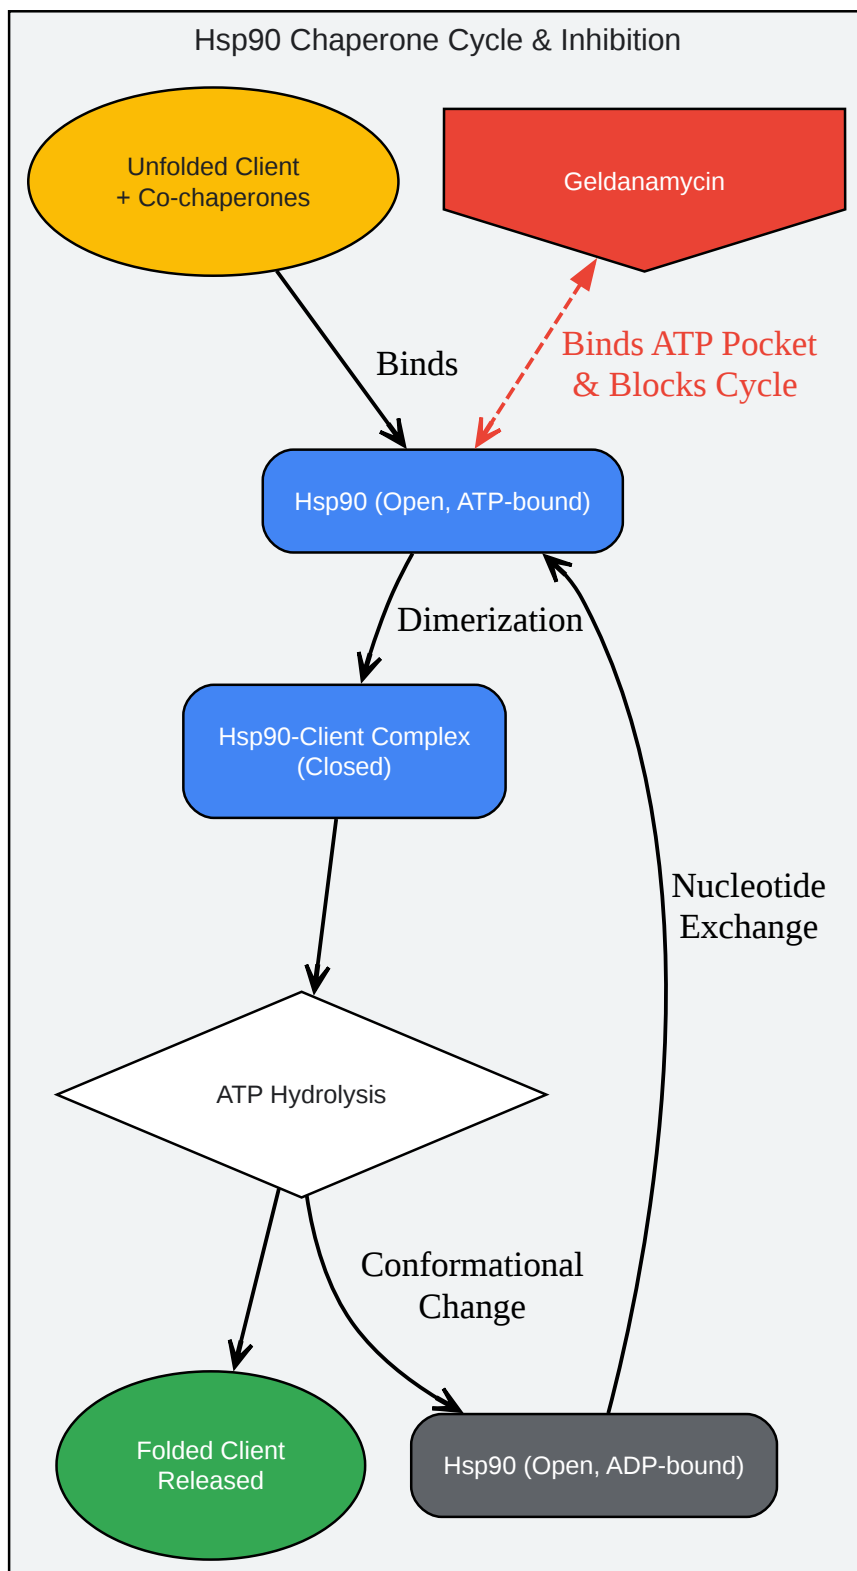 Hsp90 Chaperone Cycle & Inhibition
Unfolded Client
+ Co-chaperones
Geldanamycin
Binds
Binds ATP Pocket
& Blocks Cycle
Hsp90 (Open, ATP-bound)
Dimerization
Hsp90-Client Complex
(Closed)
Nucleotide
Exchange
ATP Hydrolysis
Conformational
Change
Folded Client
Released
Hsp90 (Open, ADP-bound)